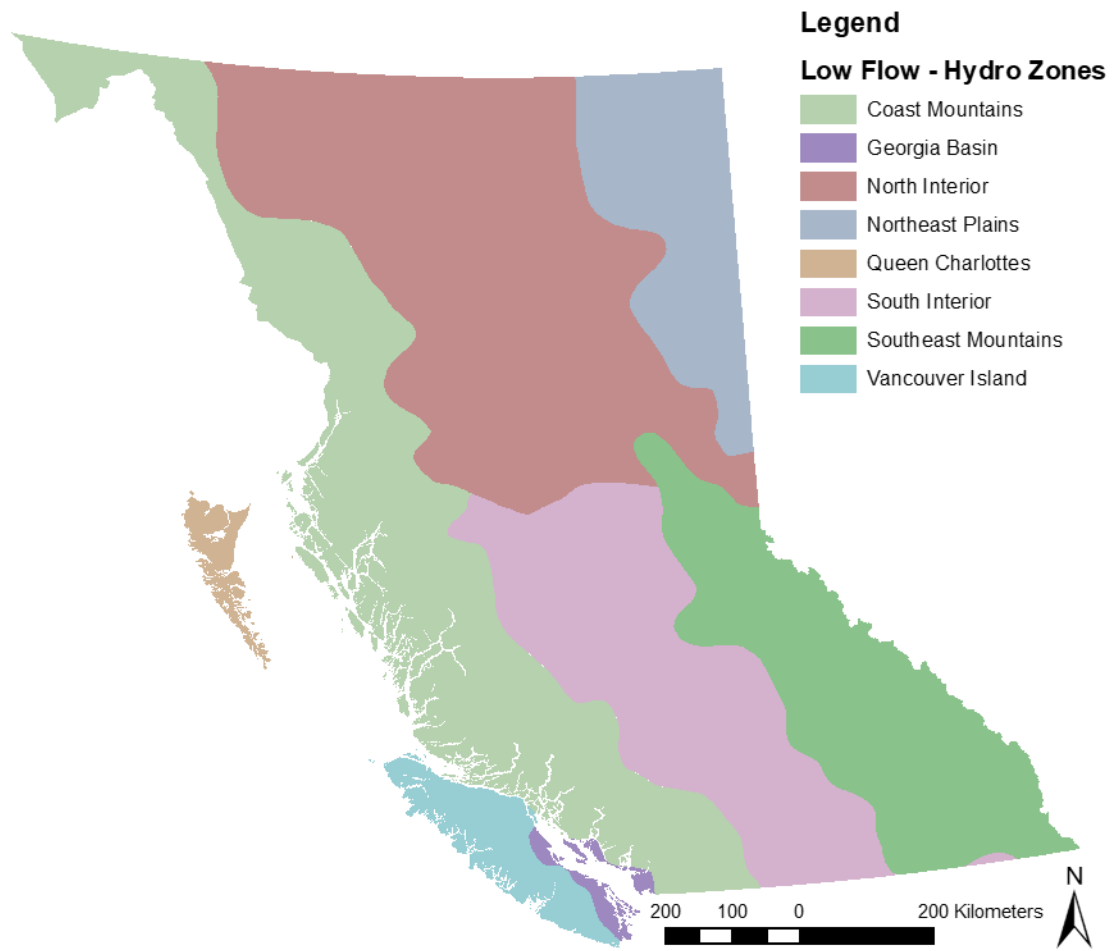 Legend
Low Flow - Hydro Zones
Coast Mountains
Georgia Basin
North Interior
Northeast Plains
Queen Charlottes
South Interior
Southeast Mountains
Vancouver Island
N
200 100 0 200 Kilometers